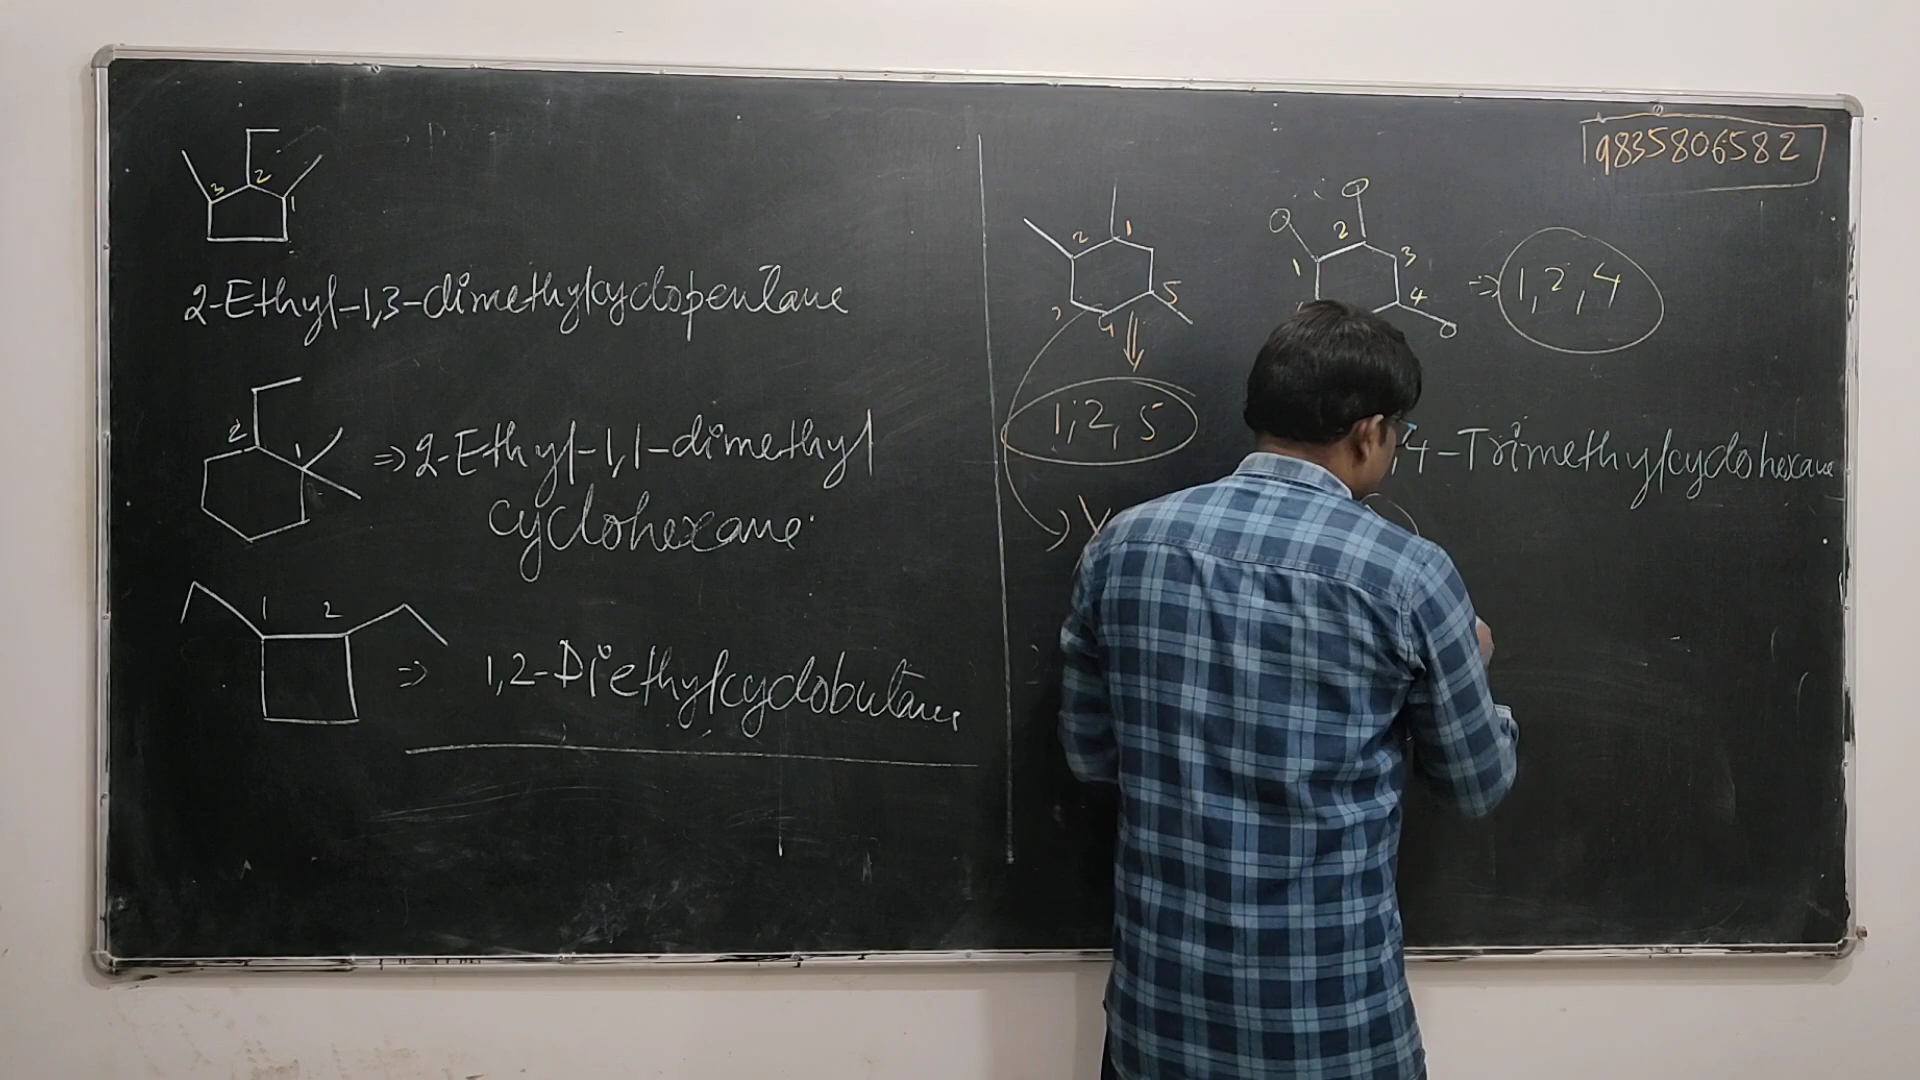 3 2 1
2-Ethyl-1,3-dimethylcyclopentane
2 1
⇒ 2-Ethyl-1,1-dimethyl
cyclohexane
1 2
⇒ 1,2-Diethylcyclobutane
9835806582
2 1
5
4
1,2,5
2
1 3
4 ⇒ 1,2,4
,4-Trimethylcyclohexane